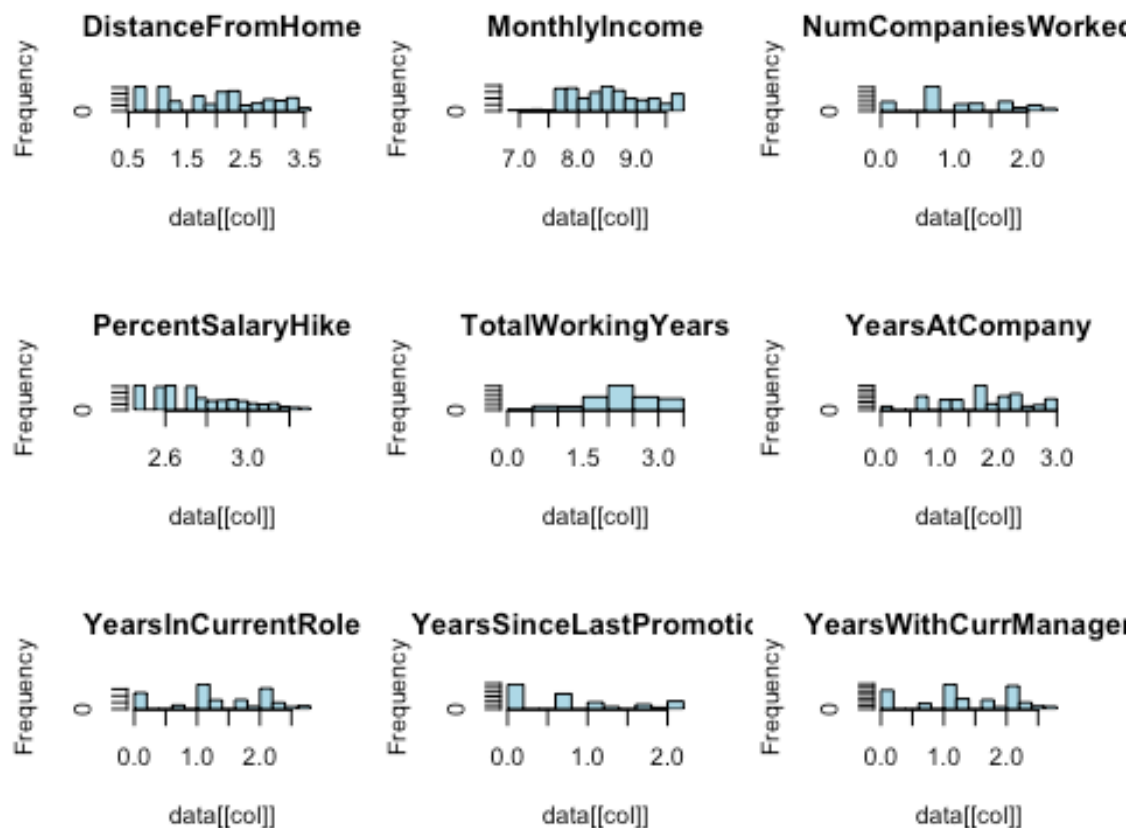 DistanceFromHome
Frequency
0
0.5 1.5 2.5 3.5
data[[col]]
MonthlyIncome
Frequency
0
7.0 8.0 9.0
data[[col]]
NumCompaniesWorked
Frequency
0
0.0 1.0 2.0
data[[col]]
PercentSalaryHike
Frequency
0
2.6 3.0
data[[col]]
TotalWorkingYears
Frequency
0
0.0 1.5 3.0
data[[col]]
YearsAtCompany
Frequency
0
0.0 1.0 2.0 3.0
data[[col]]
YearsInCurrentRole
Frequency
0
0.0 1.0 2.0
data[[col]]
YearsSinceLastPromotic
Frequency
0
0.0 1.0 2.0
data[[col]]
YearsWithCurrManager
Frequency
0
0.0 1.0 2.0
data[[col]]